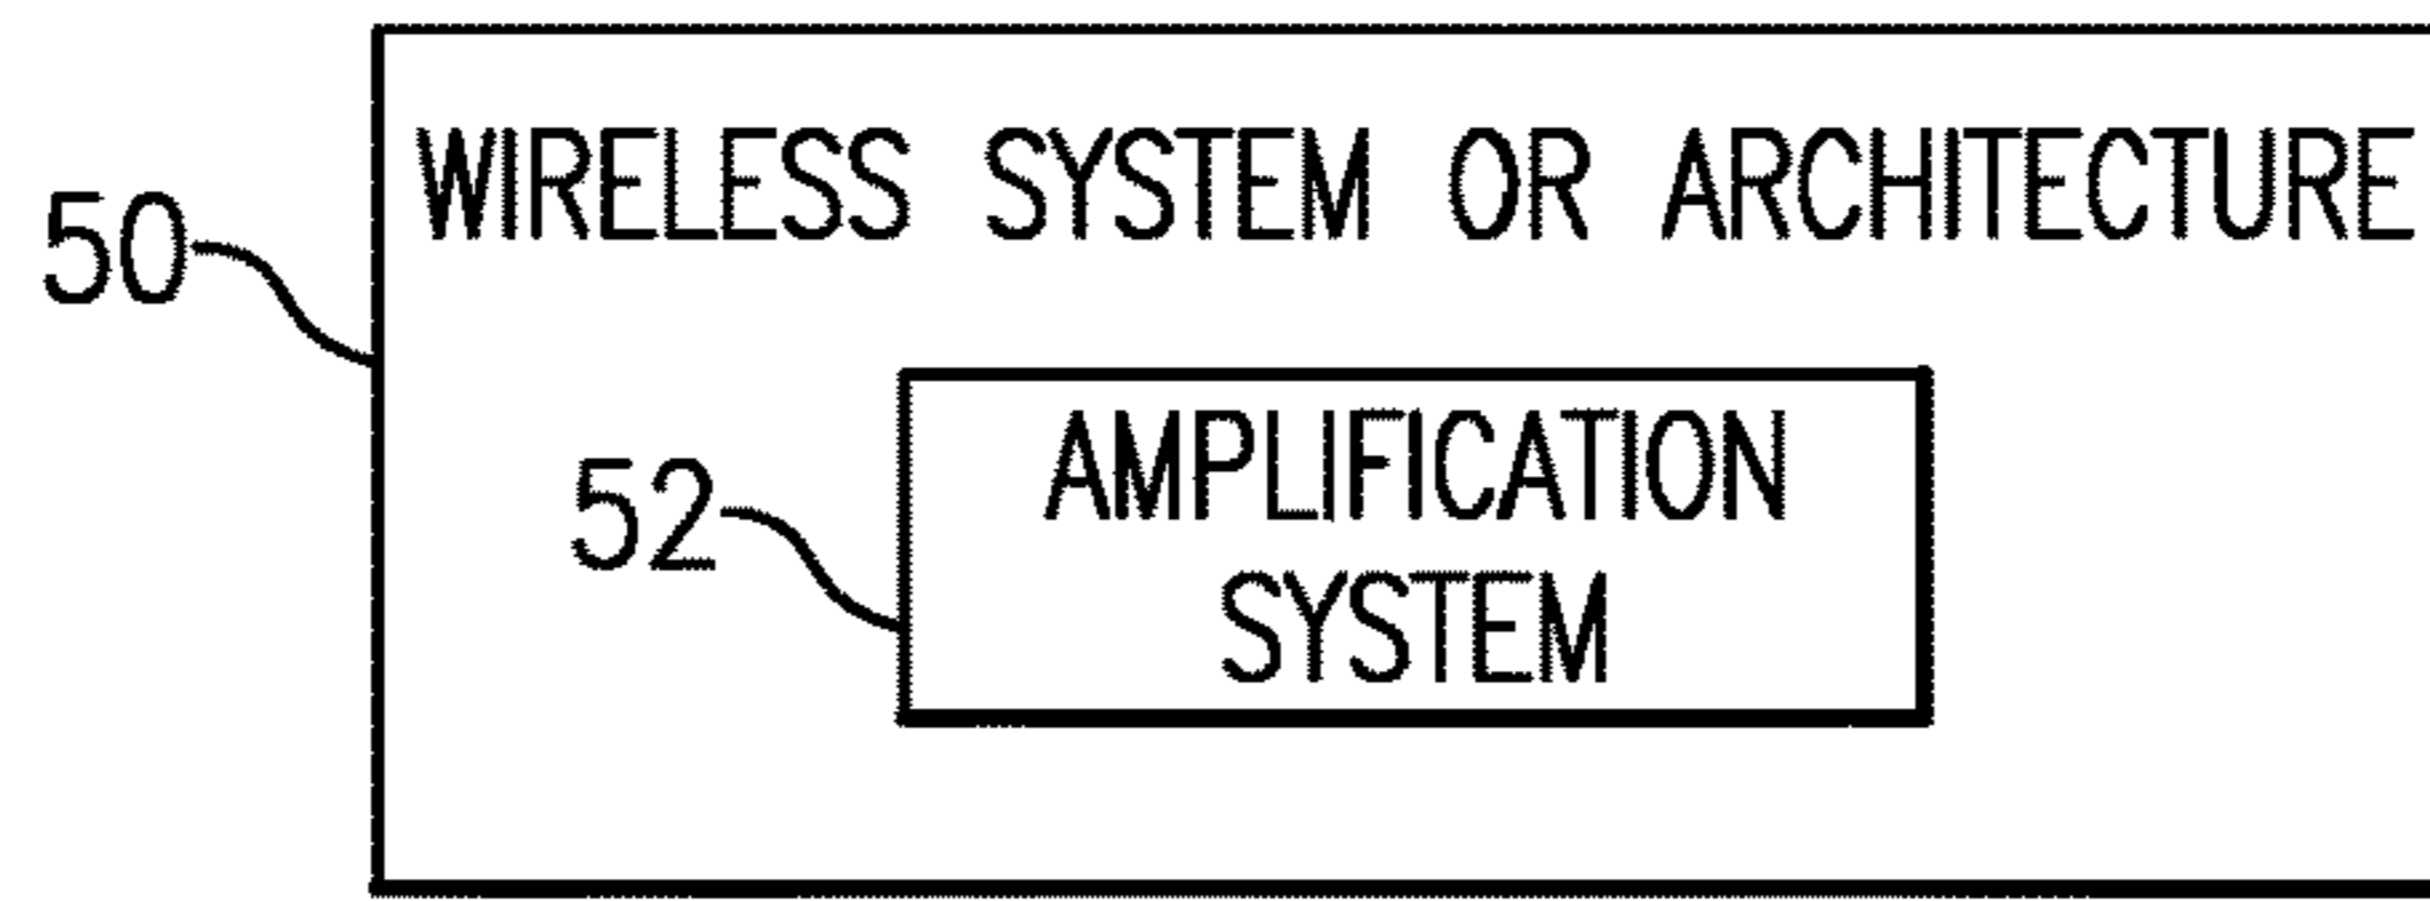 WIRELESS SYSTEM OR ARCHITECTURE
50
52
AMPLIFICATION
SYSTEM